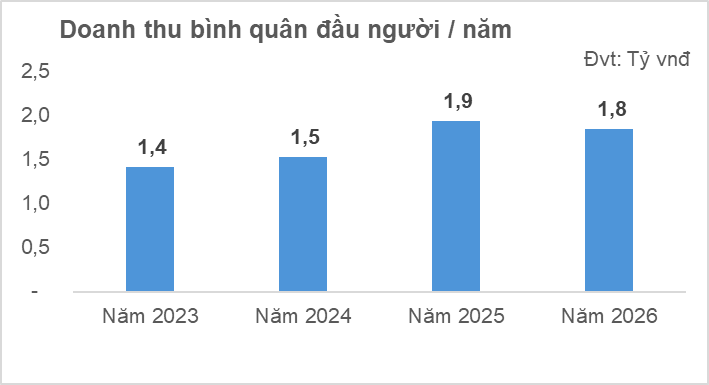 Doanh thu bình quân đầu người / năm
Đvt: Tỷ vnđ
2,5
2,0
1,5
1,0
0,5
-
1,4
1,5
1,9
1,8
Năm 2023
Năm 2024
Năm 2025
Năm 2026